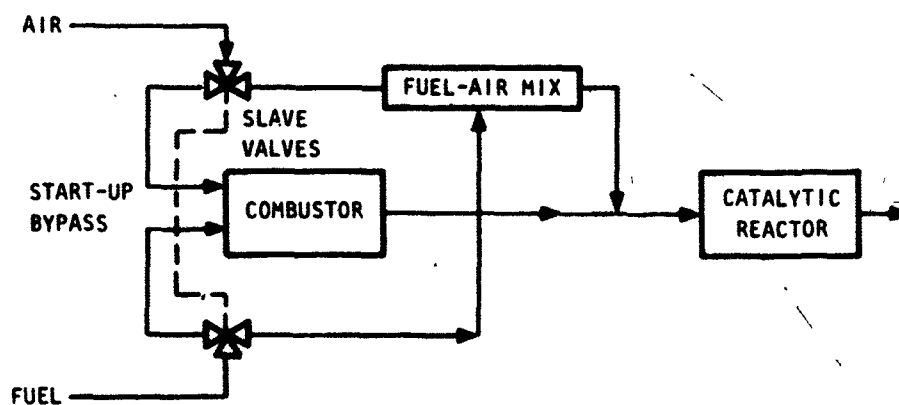 AIR
FUEL-AIR MIX
SLAVE
VALVES
START-UP
BYPASS
COMBUSTOR
CATALYTIC
REACTOR
FUEL